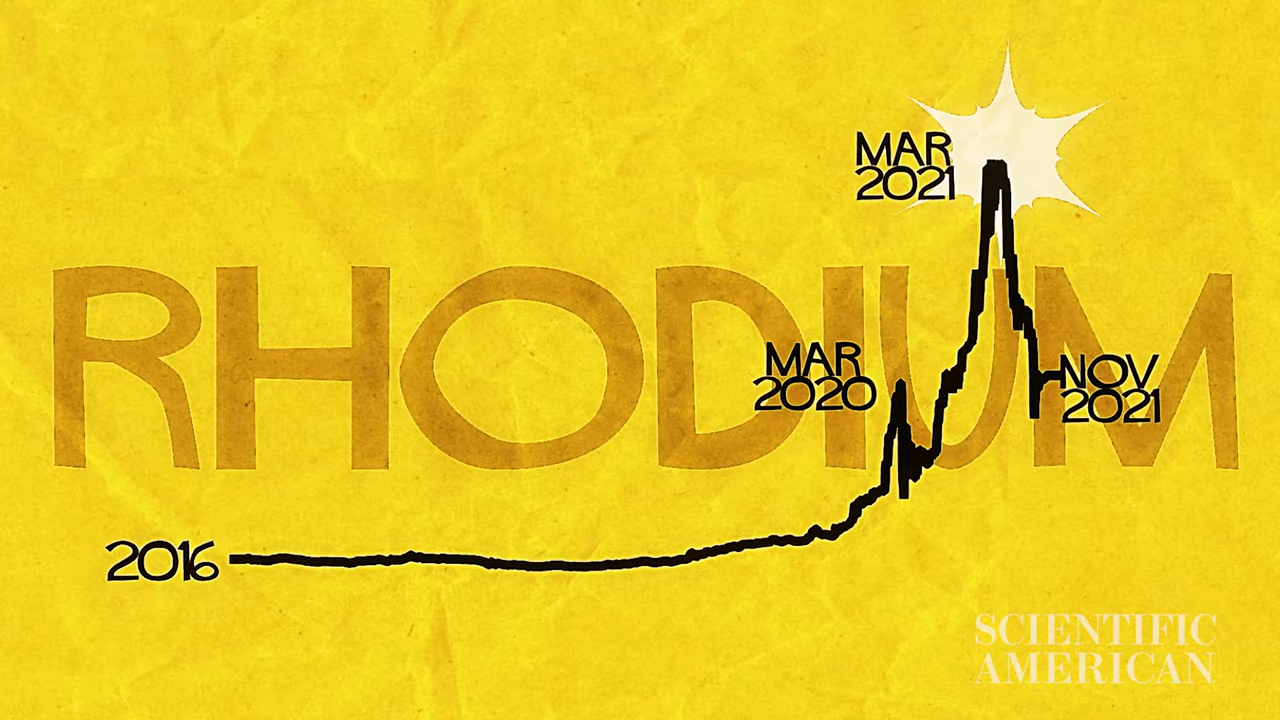 RHODIUM
2016
MAR
2020
MAR
2021
NOV
2021
SCIENTIFIC
AMERICAN